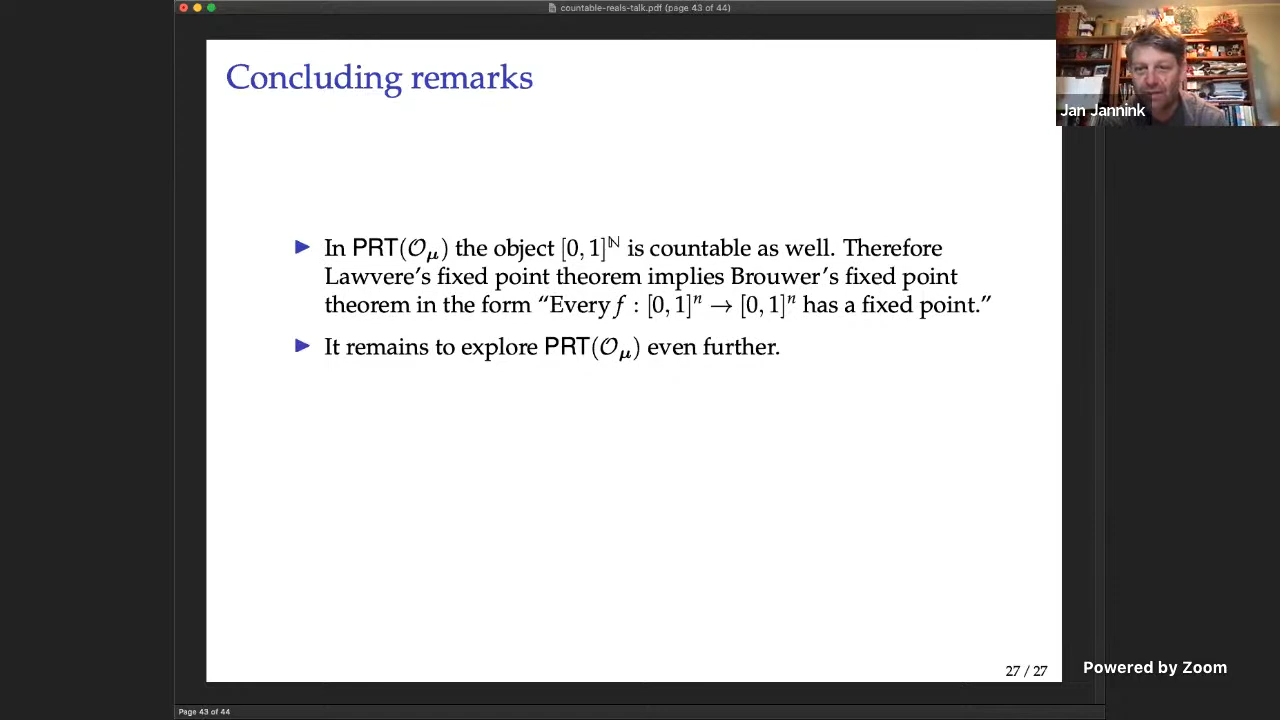 countable-reals-talk.pdf (page 43 of 44)
Concluding remarks
Jan Jannink
▶ In PRT(𝒪μ) the object [0, 1]ᴺ is countable as well. Therefore
Lawvere’s fixed point theorem implies Brouwer’s fixed point
theorem in the form “Every f : [0, 1]ⁿ → [0, 1]ⁿ has a fixed point.”
▶ It remains to explore PRT(𝒪μ) even further.
27 / 27
Powered by Zoom
Page 43 of 44